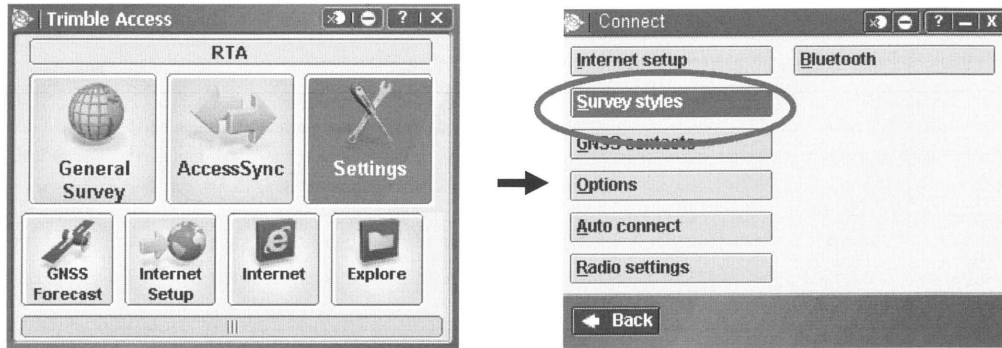 Trimble Access
? X
RTA
General
Survey
AccessSync
Settings
GNSS
Forecast
Internet
Setup
Internet
Explore
Connect
? – X
Internet setup
Bluetooth
Survey styles
GNSS contacts
Options
Auto connect
Radio settings
Back